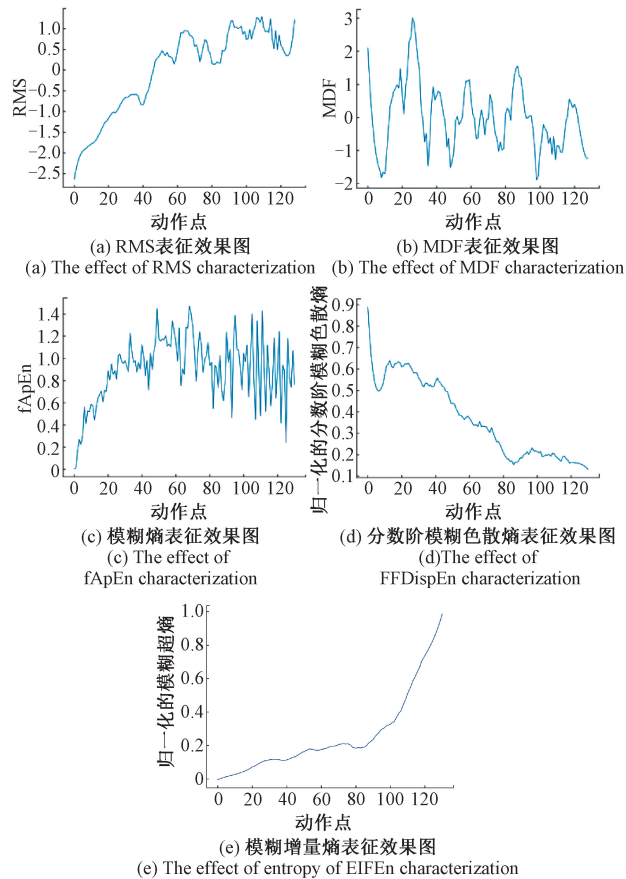 RMS
1.0
0.5
0.0
−0.5
−1.0
−1.5
−2.0
−2.5
0 20 40 60 80 100 120
动作点
(a) RMS表征效果图
(a) The effect of RMS characterization
MDF
3
2
1
0
−1
−2
0 20 40 60 80 100 120
动作点
(b) MDF表征效果图
(b) The effect of MDF characterization
fApEn
1.4
1.2
1.0
0.8
0.6
0.4
0.2
0
0 20 40 60 80 100 120
动作点
(c) 模糊熵表征效果图
(c) The effect of
fApEn characterization
归一化的分数阶模糊色散熵
0.9
0.8
0.7
0.6
0.5
0.4
0.3
0.2
0.1
0 20 40 60 80 100 120
动作点
(d) 分数阶模糊色散熵表征效果图
(d)The effect of
FFDispEn characterization
归一化的模糊超熵
1.0
0.8
0.6
0.4
0.2
0
0 20 40 60 80 100 120
动作点
(e) 模糊增量熵表征效果图
(e) The effect of entropy of EIFEn characterization